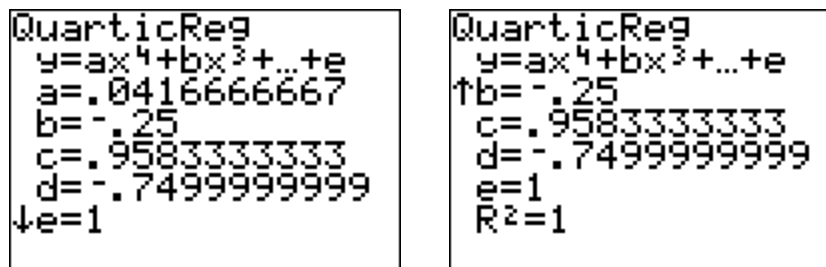 QuarticReg
y=ax⁴+bx³+…+e
a=.0416666667
b=⁻.25
c=.9583333333
d=⁻.7499999999
↓e=1
QuarticReg
y=ax⁴+bx³+…+e
↑b=⁻.25
c=.9583333333
d=⁻.7499999999
e=1
R²=1